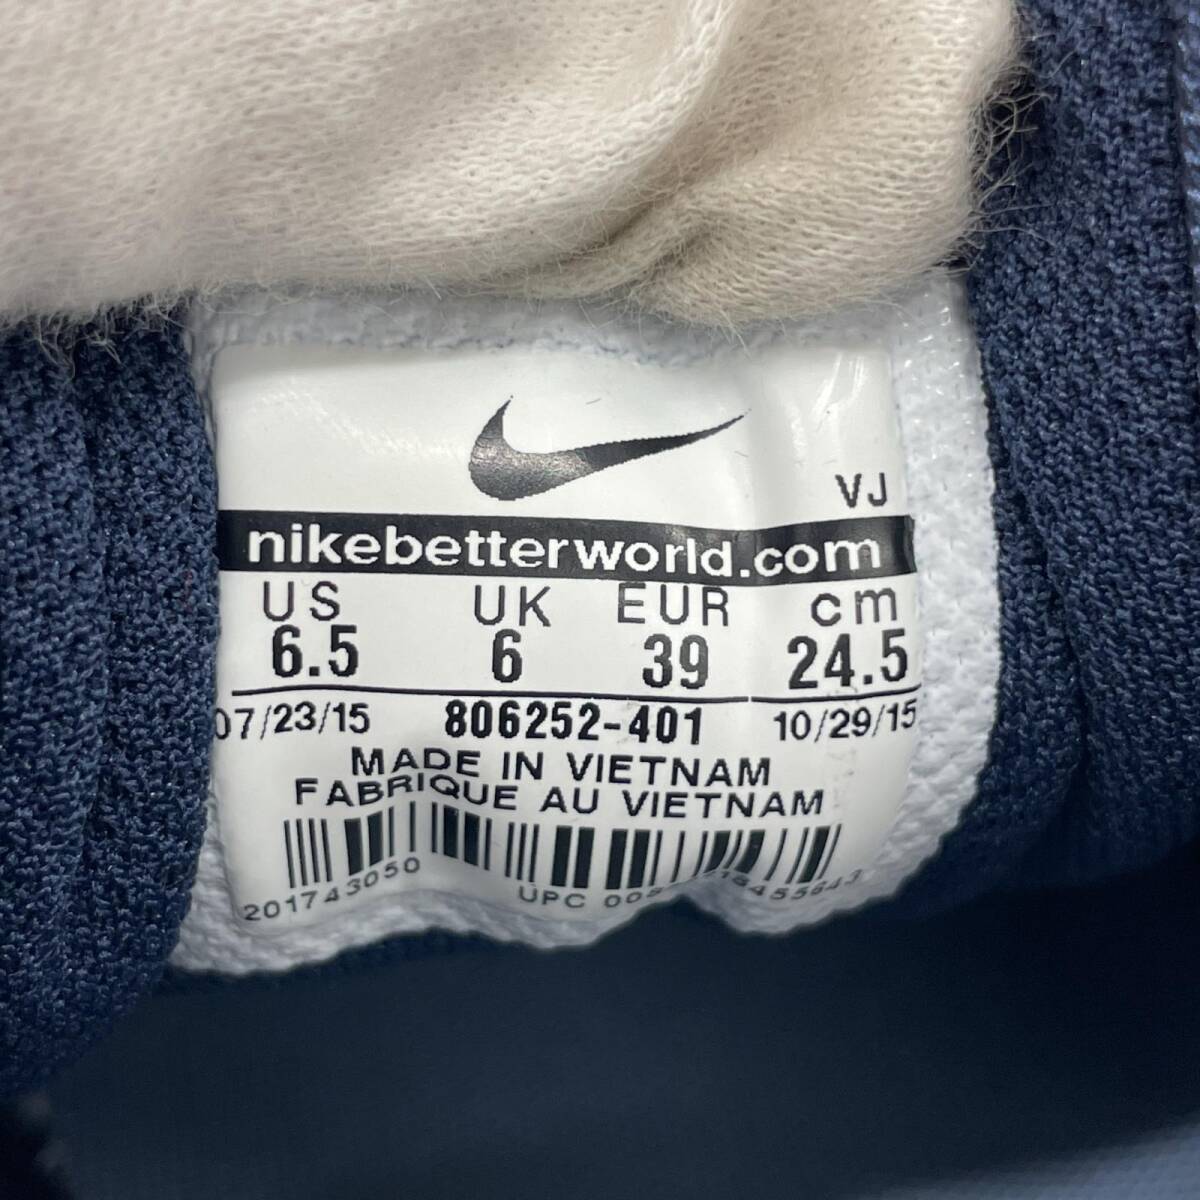 VJ
nikebetterworld.com
US UK EUR cm
6.5 6 39 24.5
07/23/15 806252-401 10/29/15
MADE IN VIETNAM
FABRIQUE AU VIETNAM
201743050
UPC